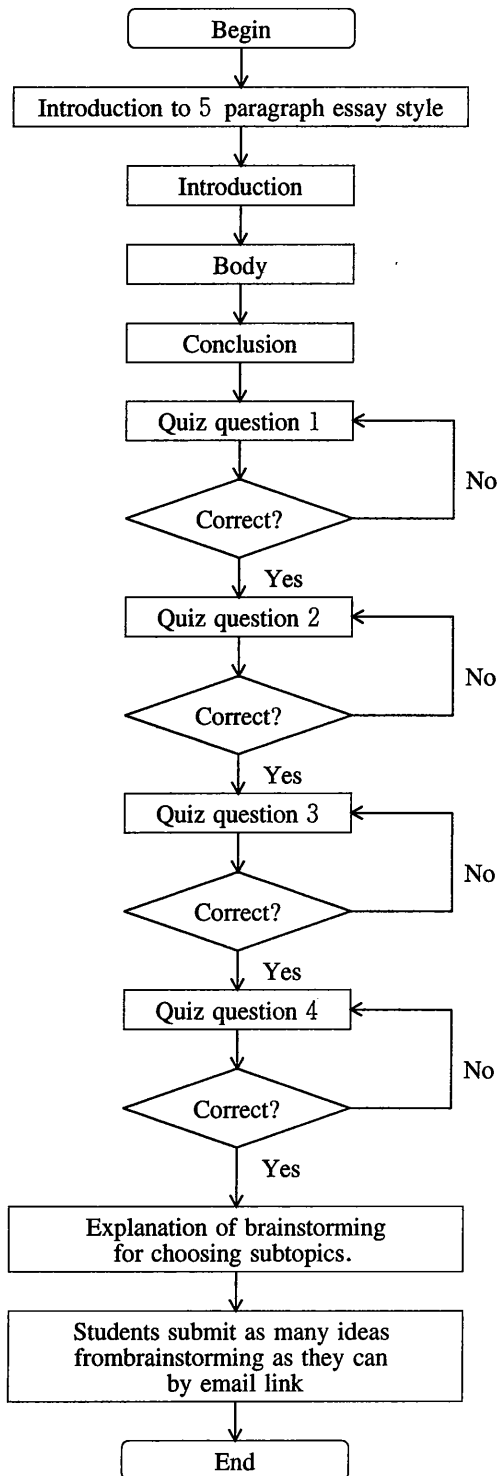 Begin
Introduction to 5 paragraph essay style
Introduction
Body
Conclusion
Quiz question 1
No
Correct?
Yes
Quiz question 2
No
Correct?
Yes
Quiz question 3
No
Correct?
Yes
Quiz question 4
No
Correct?
Yes
Explanation of brainstorming
for choosing subtopics.
Students submit as many ideas
frombrainstorming as they can
by email link
End